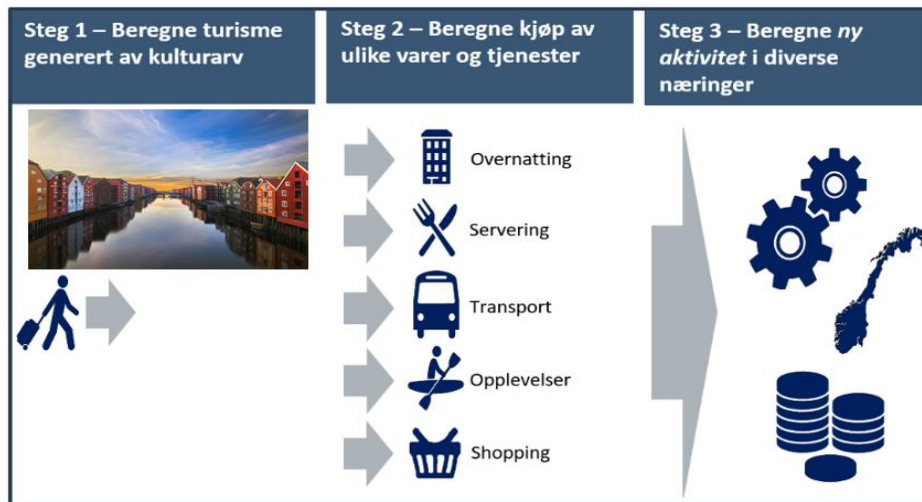 Steg 1 – Beregne turisme
generert av kulturarv
Steg 2 – Beregne kjøp av
ulike varer og tjenester
Steg 3 – Beregne ny
aktivitet i diverse
næringer
Overnatting
Servering
Transport
Opplevelser
Shopping